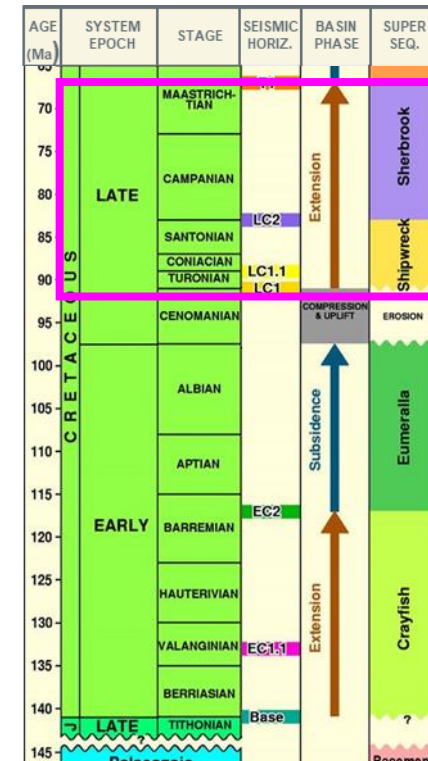 AGE
(Ma)
SYSTEM
EPOCH
STAGE
SEISMIC
HORIZ.
BASIN
PHASE
SUPER
SEQ.
65
70
75
80
85
90
95
100
105
110
115
120
125
130
135
140
145
CRETACEOUS
J
LATE
EARLY
LATE
?
MAASTRICH-
TIAN
CAMPANIAN
SANTONIAN
CONIACIAN
TURONIAN
CENOMANIAN
ALBIAN
APTIAN
BARREMIAN
HAUTERIVIAN
VALANGINIAN
BERRIASIAN
TITHONIAN
LC2
LC1.1
LC1
EC2
EC1.1
Base
Extension
COMPRESSION
& UPLIFT
Subsidence
Extension
Sherbrook
Shipwreck
EROSION
Eumeralla
Crayfish
?